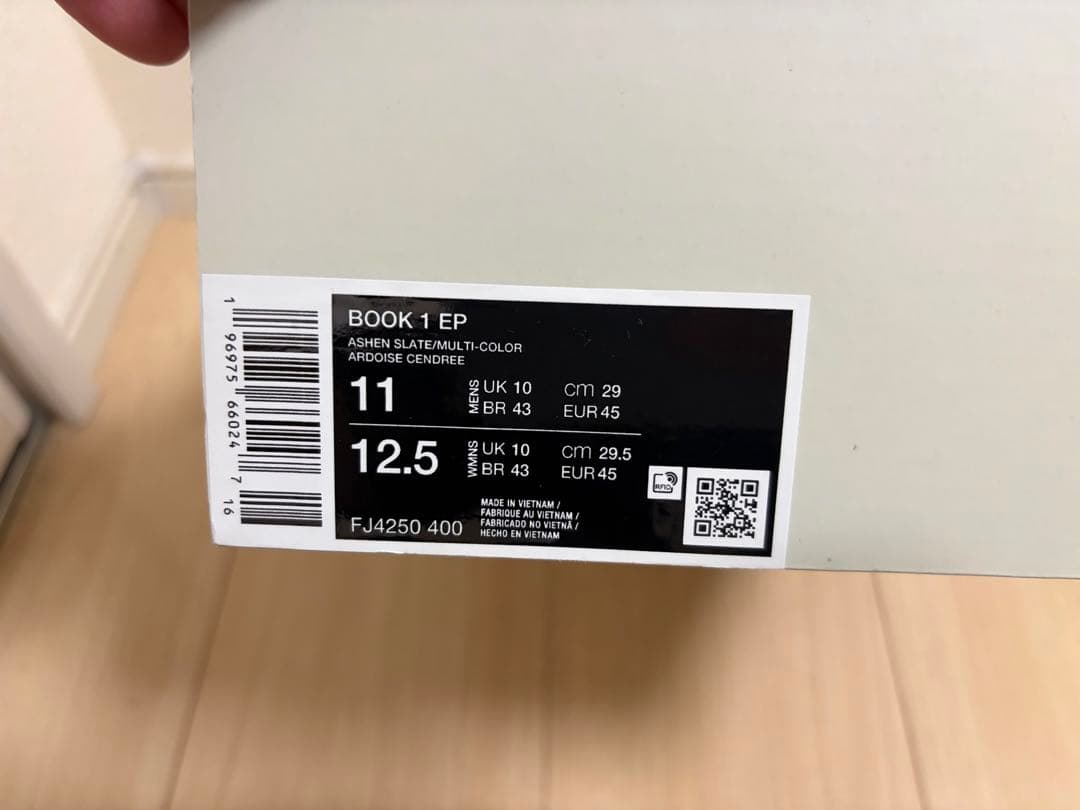 BOOK 1 EP
ASHEN SLATE/MULTI-COLOR
ARDOISE CENDREE
11 MENS UK 10 cm 29
BR 43 EUR 45
12.5 WMNS UK 10 cm 29.5
BR 43 EUR 45
FJ4250 400
MADE IN VIETNAM /
FABRIQUE AU VIETNAM /
FABRICADO NO VIETNÃ /
HECHO EN VIETNAM
RFID
1 96975 66024 7 16